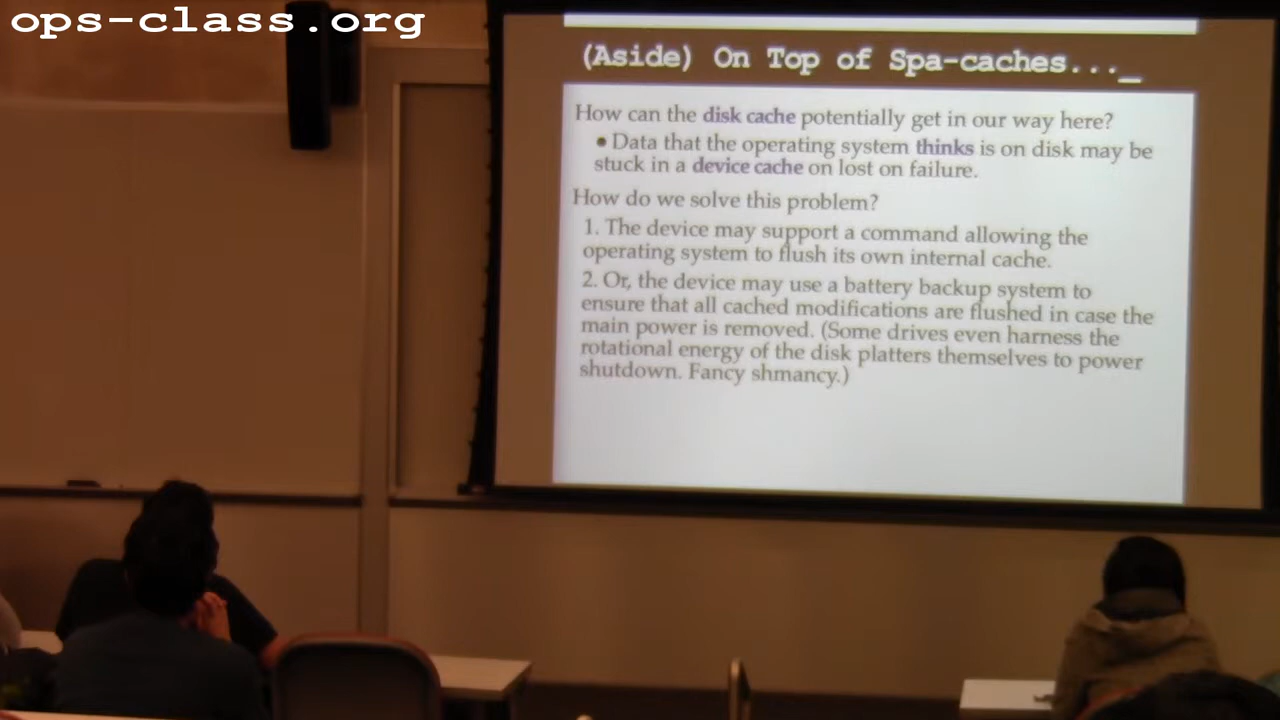 ops-class.org
(Aside) On Top of Spa-caches..._
How can the disk cache potentially get in our way here?
• Data that the operating system thinks is on disk may be
stuck in a device cache on lost on failure.
How do we solve this problem?
1. The device may support a command allowing the
operating system to flush its own internal cache.
2. Or, the device may use a battery backup system to
ensure that all cached modifications are flushed in case the
main power is removed. (Some drives even harness the
rotational energy of the disk platters themselves to power
shutdown. Fancy shmancy.)